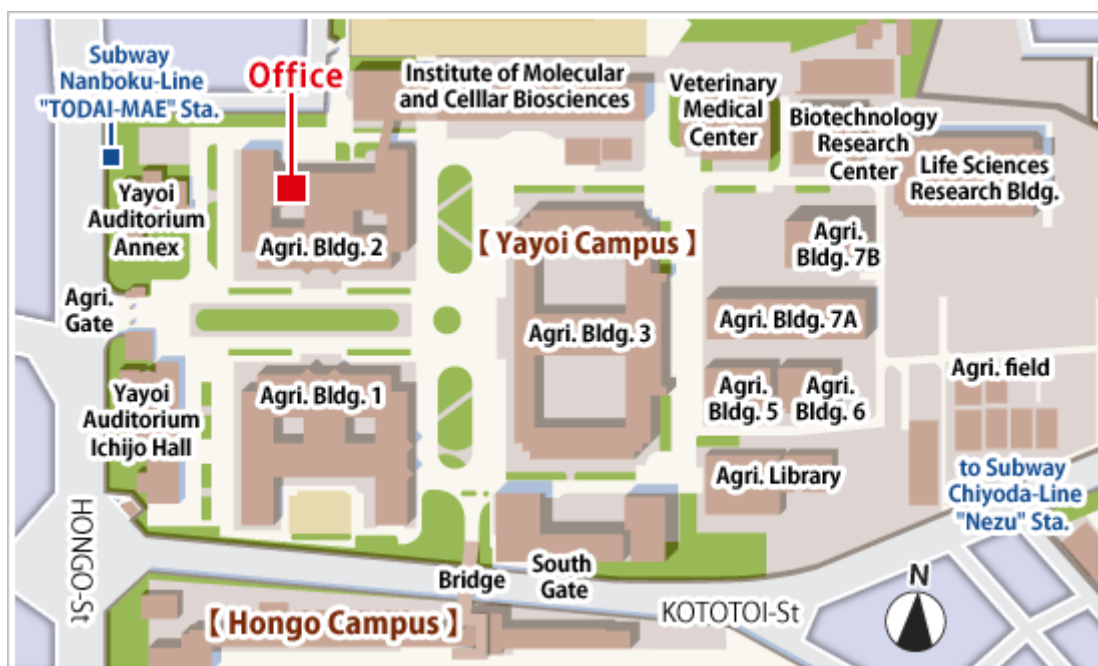 Subway
Nanboku-Line
"TODAI-MAE" Sta.
Office
Institute of Molecular
and Celllar Biosciences
Veterinary
Medical
Center
Biotechnology
Research
Center
Life Sciences
Research Bldg.
Yayoi
Auditorium
Annex
Agri. Bldg. 2
【 Yayoi Campus 】
Agri.
Bldg. 7B
Agri.
Gate
Agri. Bldg. 3
Agri. Bldg. 7A
Yayoi
Auditorium
Ichijo Hall
Agri. Bldg. 1
Agri.
Bldg. 5
Agri.
Bldg. 6
Agri. field
Agri. Library
to Subway
Chiyoda-Line
"Nezu" Sta.
HONGO-St
Bridge
South
Gate
KOTOTOI-St
N
【 Hongo Campus 】